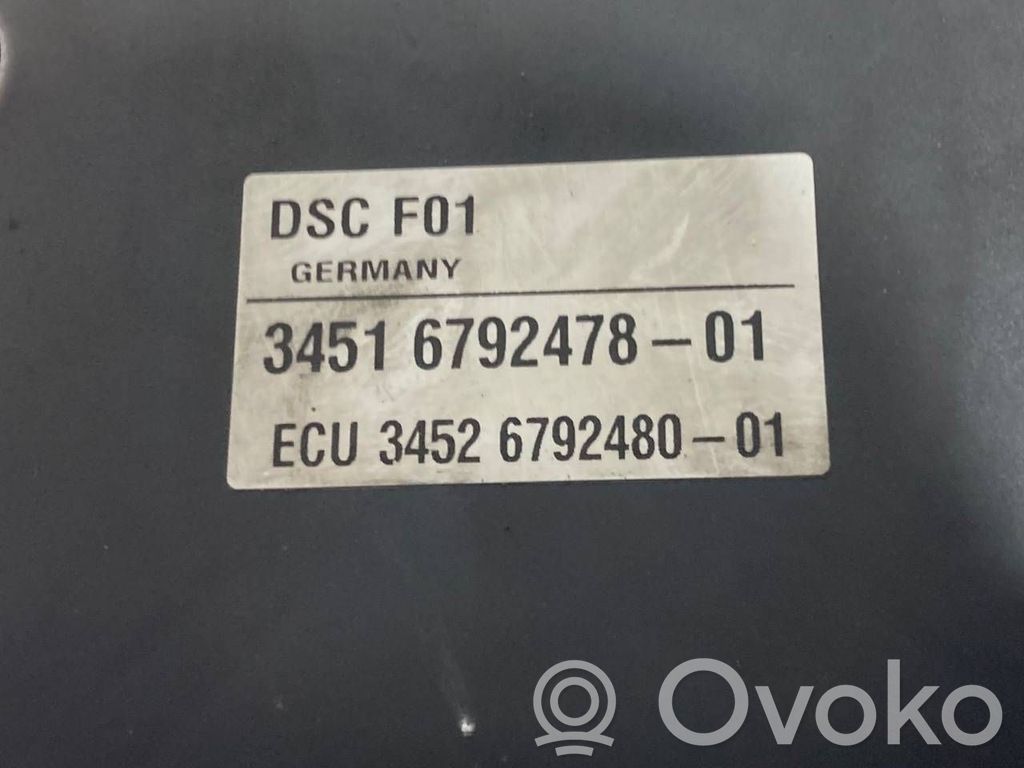 DSC F01
GERMANY
3451 6792478-01
ECU 3452 6792480-01
Ovoko